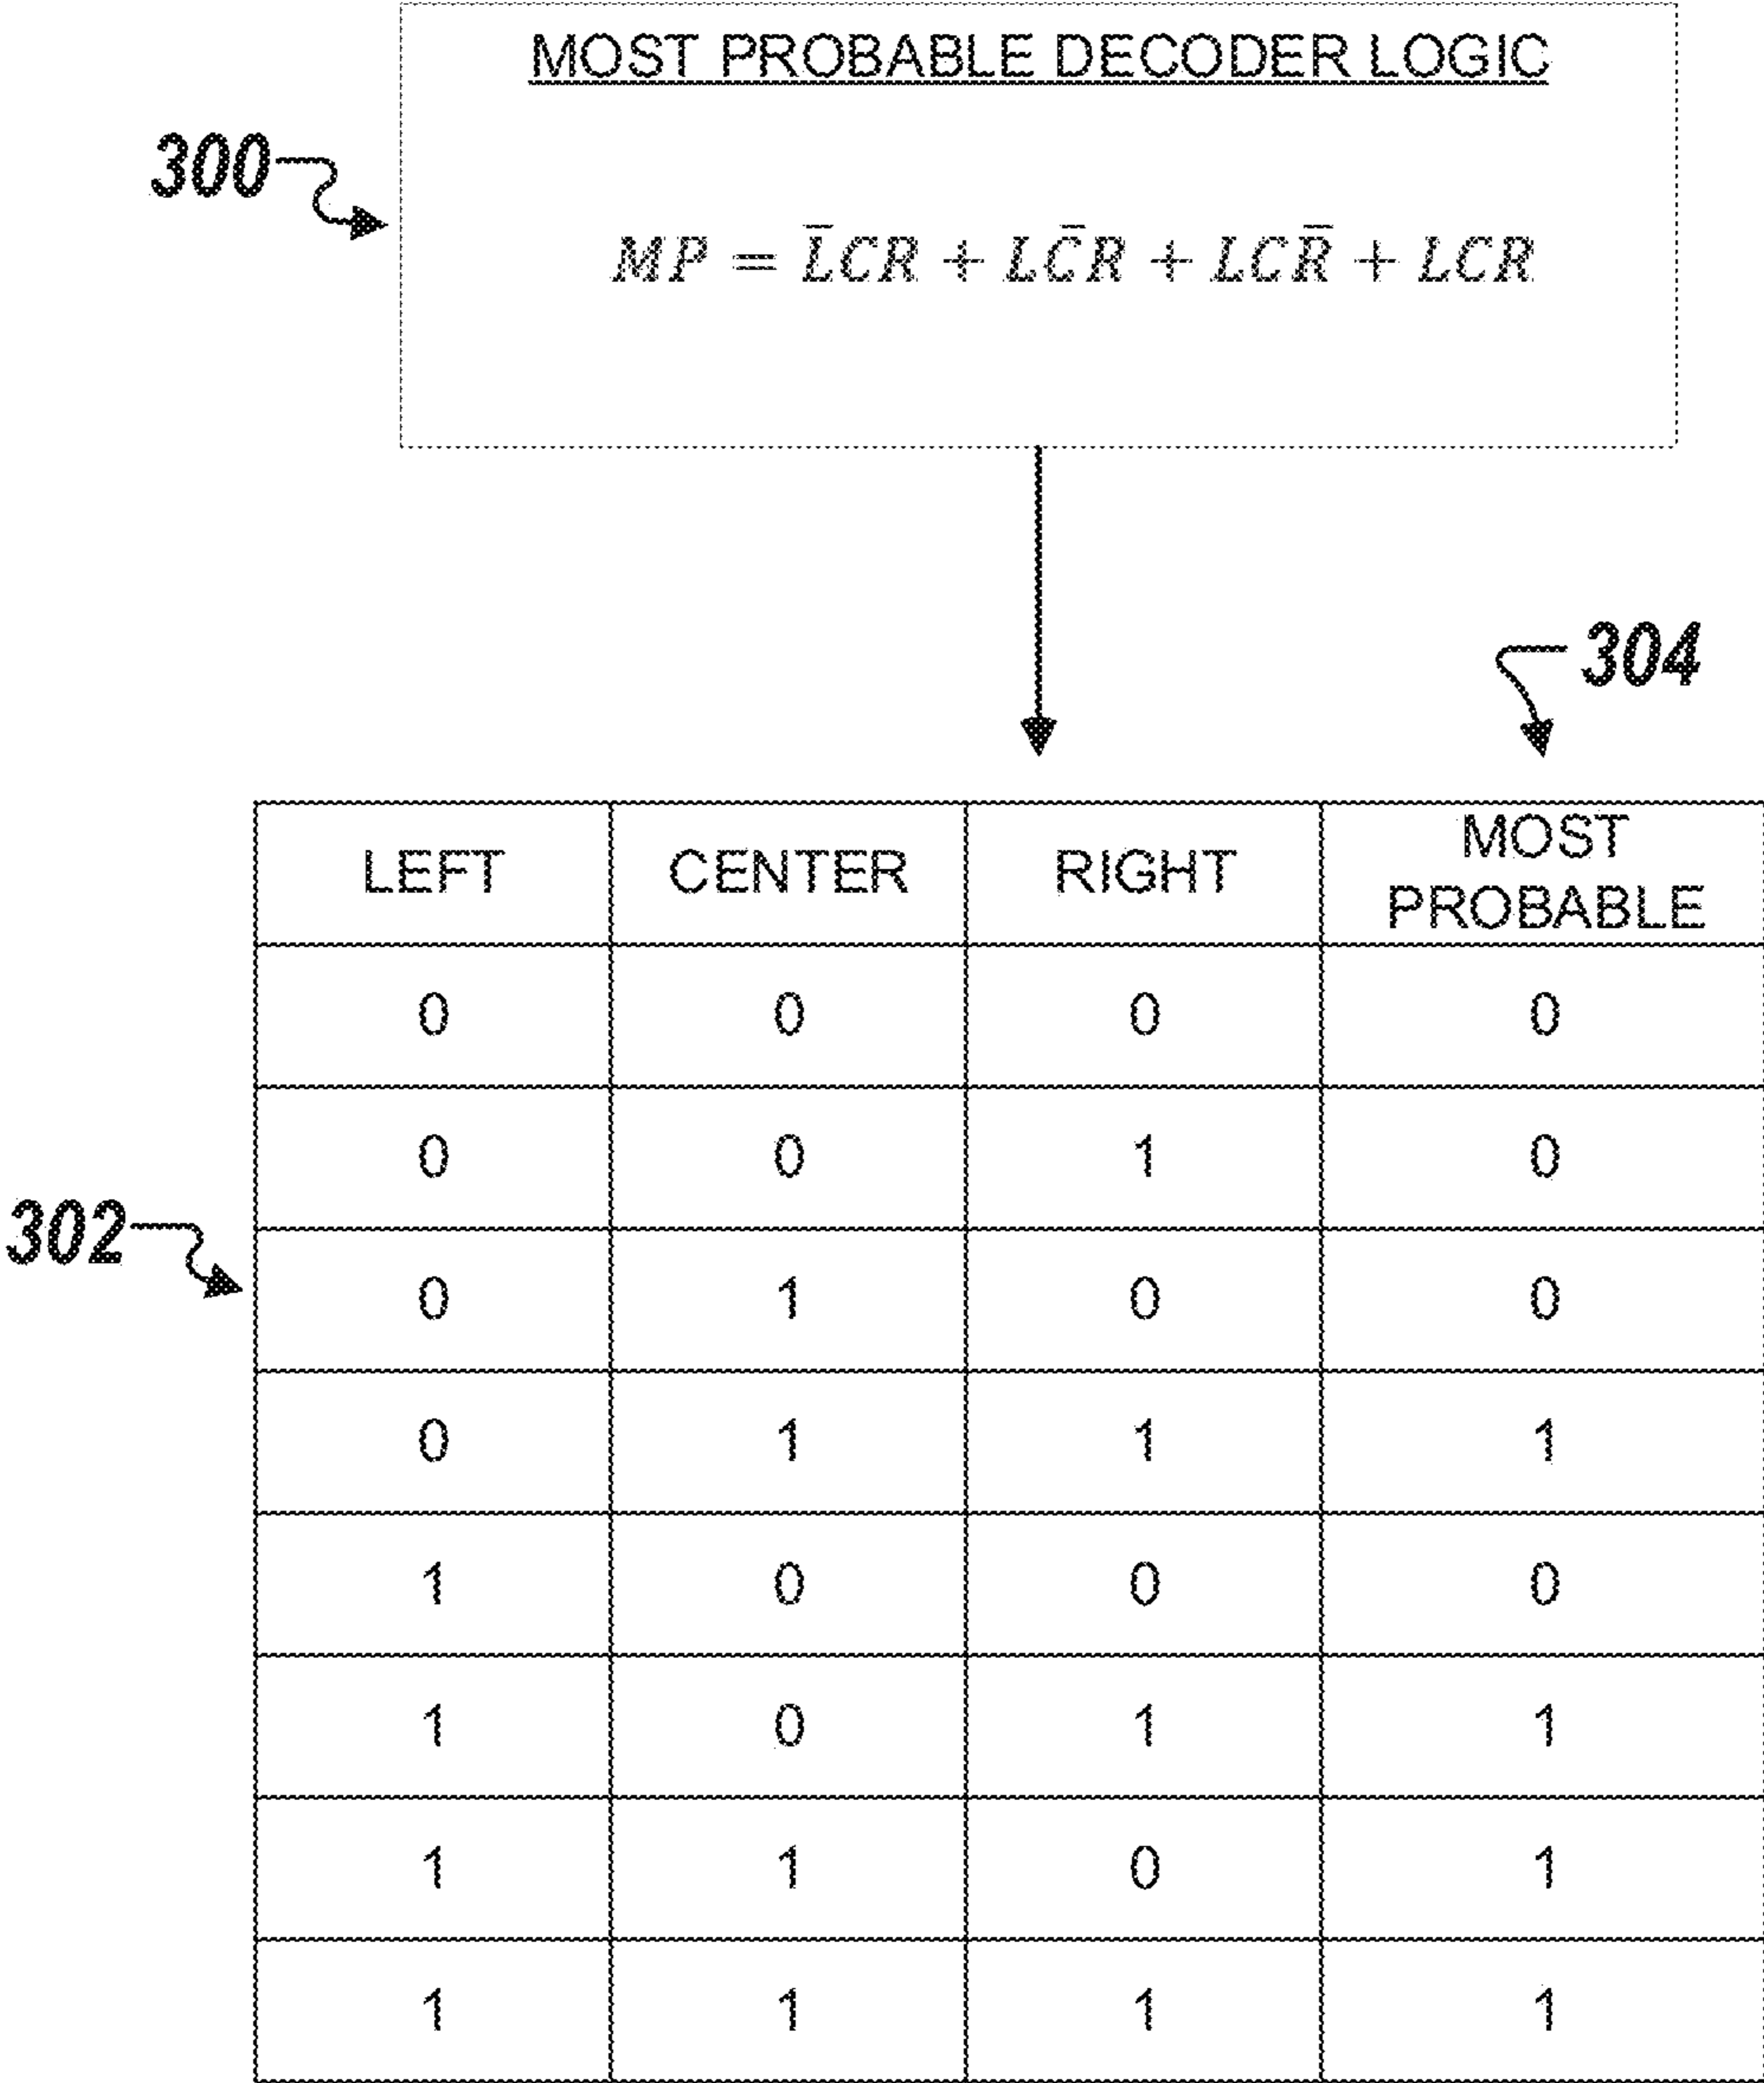 MOST PROBABLE DECODER LOGIC
300
MP = L̄CR + LC̄R + LCR̄ + LCR
304
LEFT CENTER RIGHT MOST PROBABLE
0 0 0 0
0 0 1 0
302
0 1 0 0
0 1 1 1
1 0 0 0
1 0 1 1
1 1 0 1
1 1 1 1